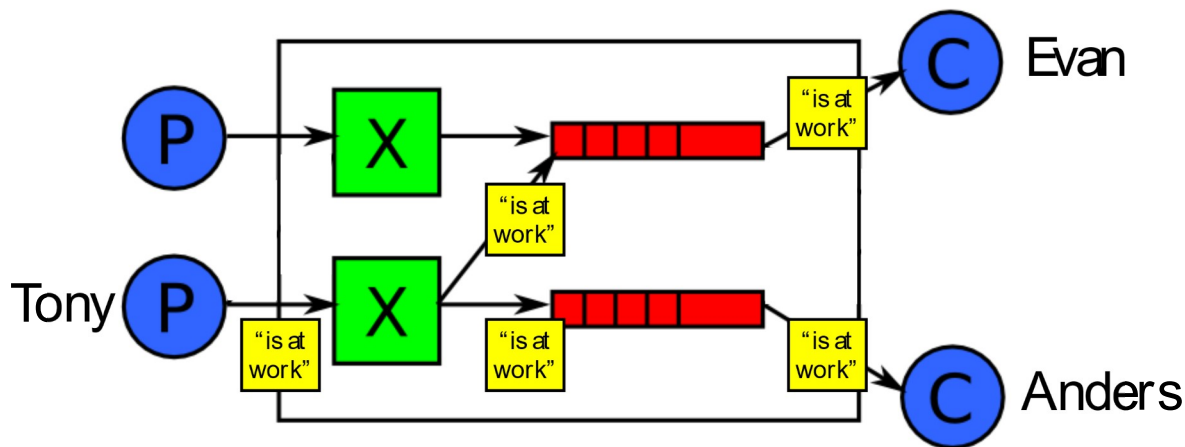 C
Evan
“is at
work”
P
X
“is at
work”
Tony
P
X
“is at
work”
“is at
work”
“is at
work”
C
Anders